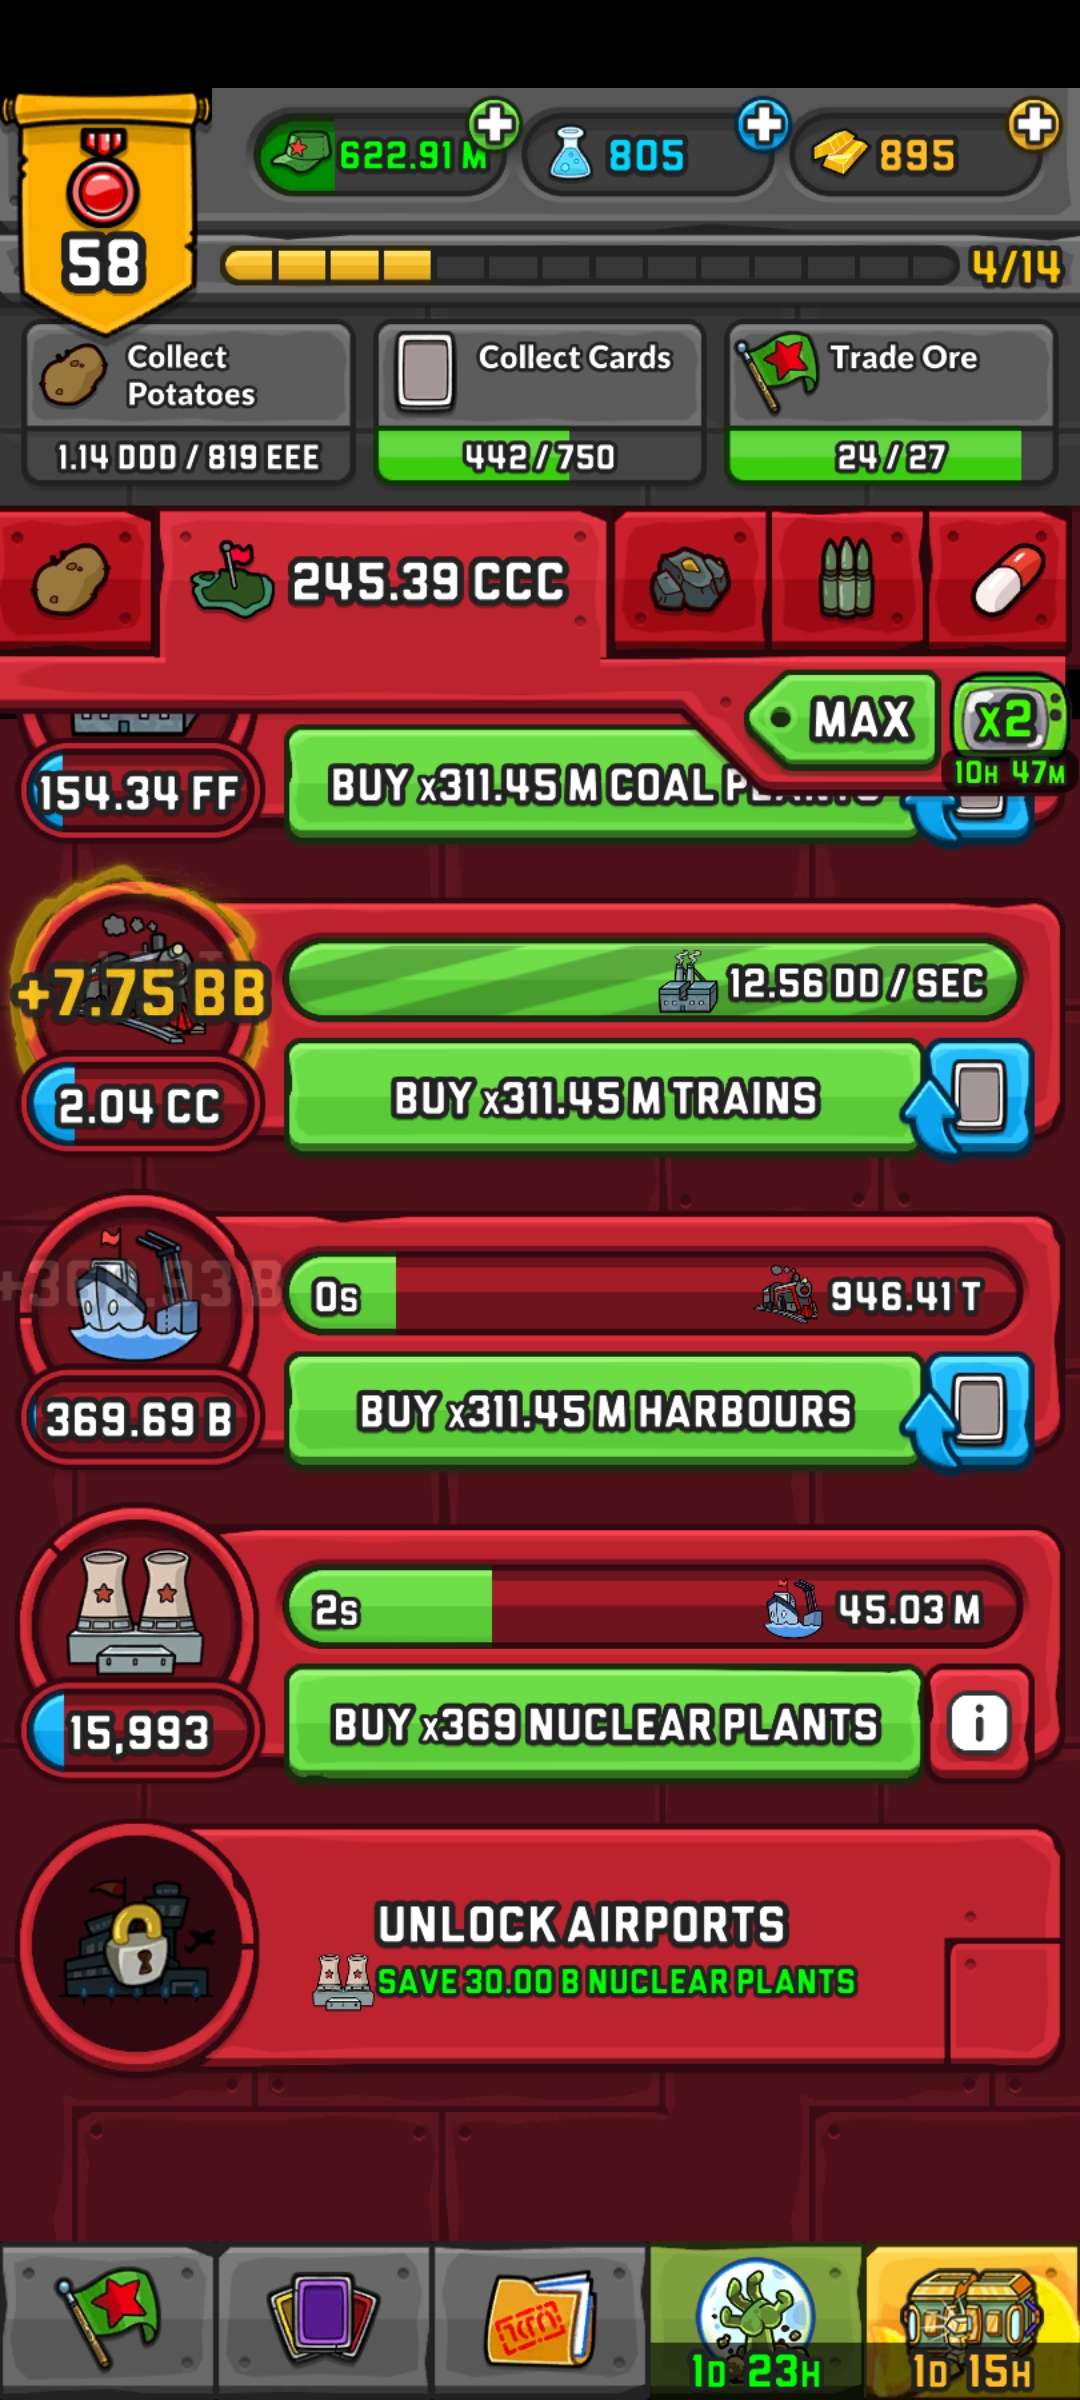 622.91 M
805
895
58
4/14
Collect Potatoes
1.14 DDD / 819 EEE
Collect Cards
442/750
Trade Ore
24/27
245.39 CCC
MAX
x2
10H 47M
154.34 FF
BUY x311.45 M COAL
+7.75 BB
12.56 DD / SEC
2.04 CC
BUY x311.45 M TRAINS
0s
946.41 T
369.69 B
BUY x311.45 M HARBOURS
2s
45.03 M
15,993
BUY x369 NUCLEAR PLANTS
i
UNLOCK AIRPORTS
SAVE 30.00 B NUCLEAR PLANTS
1D 23H
1D 15H